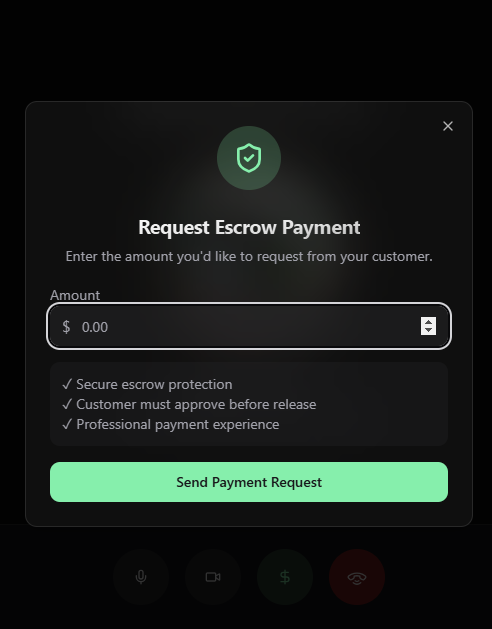 Request Escrow Payment
Enter the amount you'd like to request from your customer.
Amount
$ 0.00
✓ Secure escrow protection
✓ Customer must approve before release
✓ Professional payment experience
Send Payment Request
$